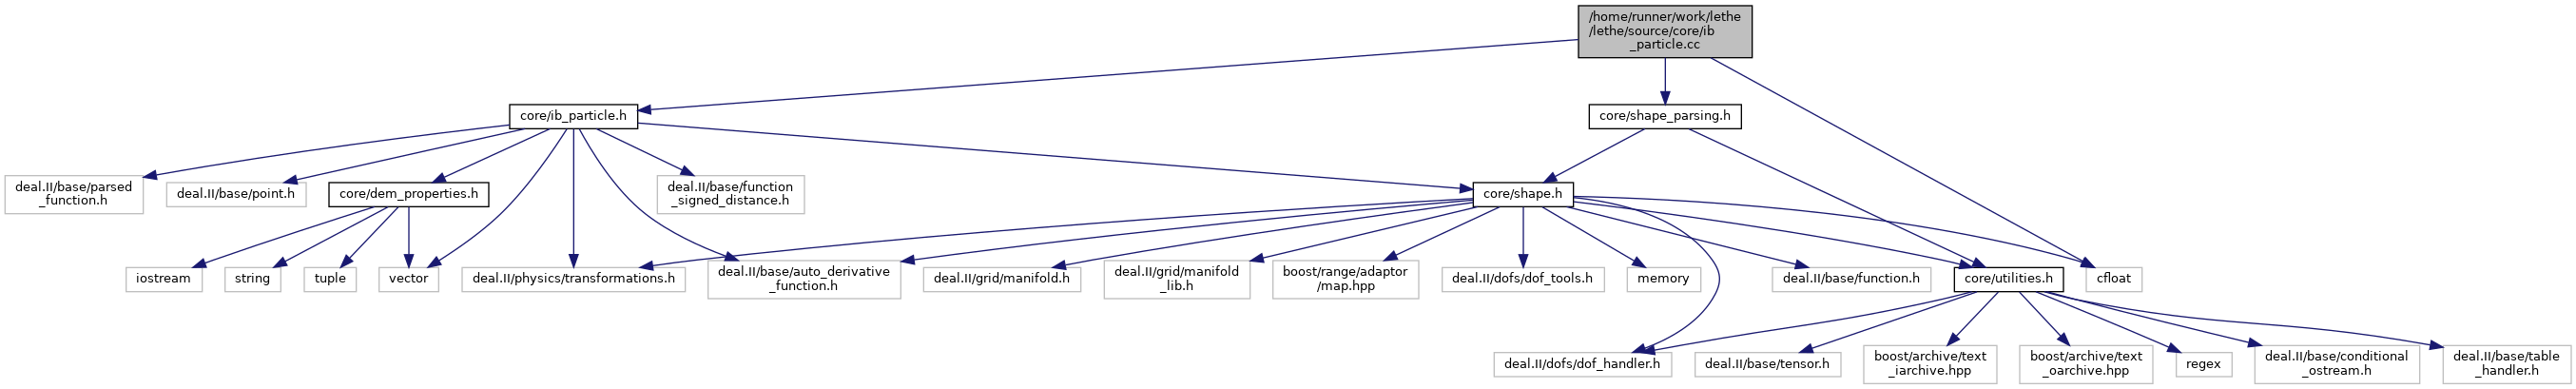 /home/runner/work/lethe
/lethe/source/core/ib
_particle.cc
core/ib_particle.h
core/shape_parsing.h
deal.II/base/parsed
_function.h
deal.II/base/point.h
core/dem_properties.h
deal.II/base/function
_signed_distance.h
core/shape.h
iostream
string
tuple
vector
deal.II/physics/transformations.h
deal.II/base/auto_derivative
_function.h
deal.II/grid/manifold.h
deal.II/grid/manifold
_lib.h
boost/range/adaptor
/map.hpp
deal.II/dofs/dof_tools.h
memory
deal.II/base/function.h
core/utilities.h
cfloat
deal.II/dofs/dof_handler.h
deal.II/base/tensor.h
boost/archive/text
_iarchive.hpp
boost/archive/text
_oarchive.hpp
regex
deal.II/base/conditional
_ostream.h
deal.II/base/table
_handler.h